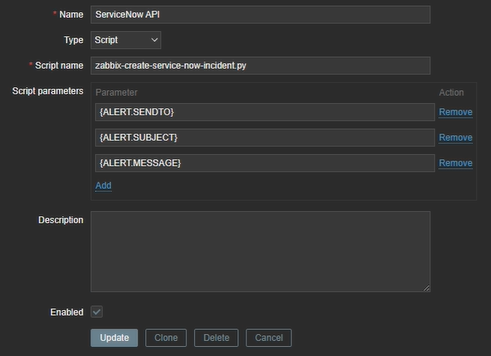 * Name ServiceNow API
Type Script
* Script name zabbix-create-service-now-incident.py
Script parameters Parameter Action
{ALERT.SENDTO} Remove
{ALERT.SUBJECT} Remove
{ALERT.MESSAGE} Remove
Add
Description
Enabled
Update Clone Delete Cancel